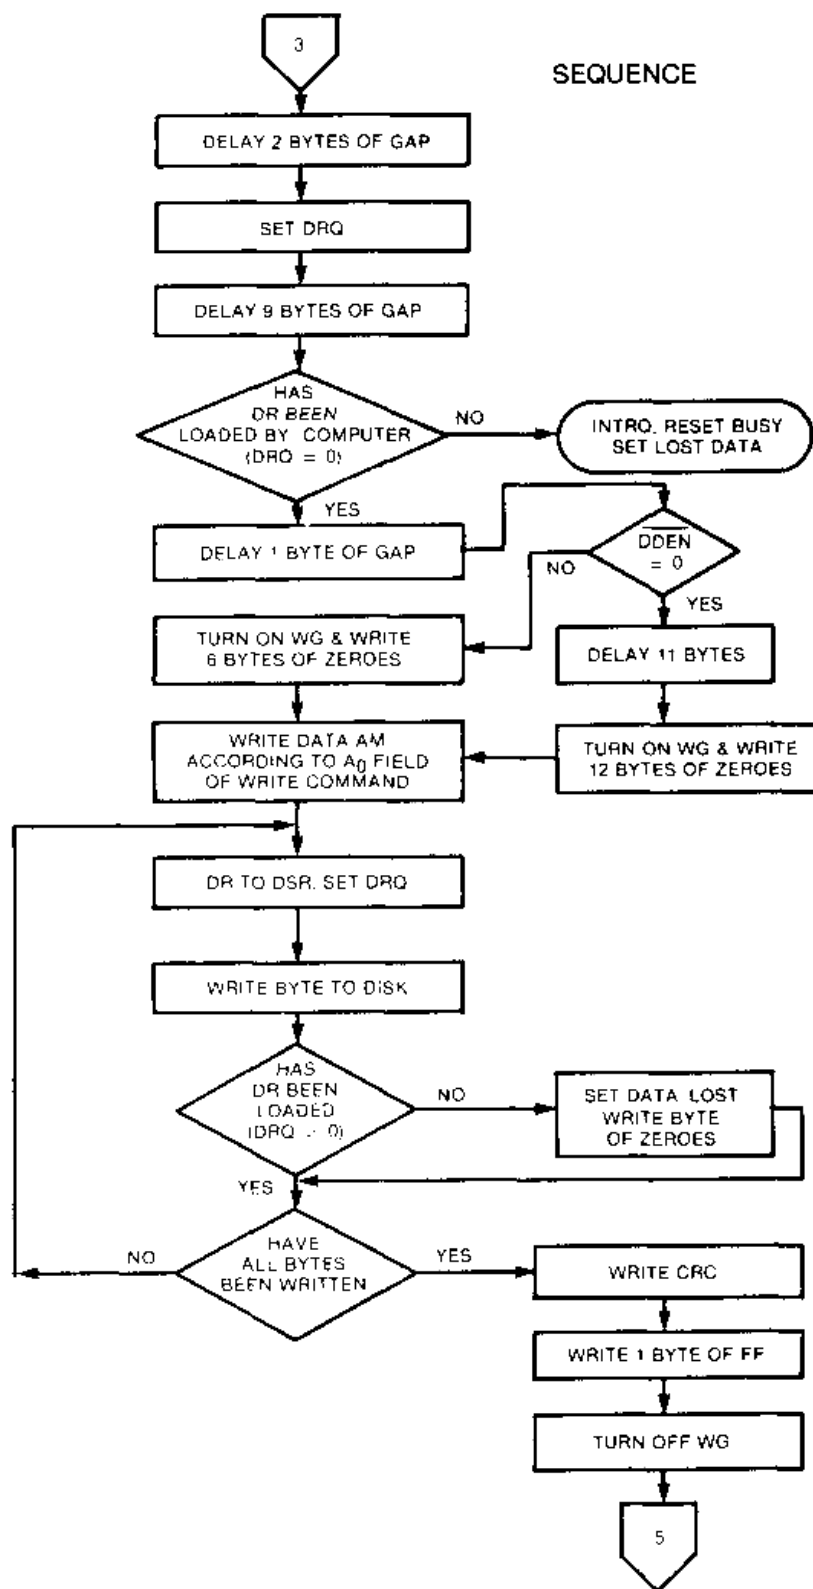 3
SEQUENCE
DELAY 2 BYTES OF GAP
SET DRQ
DELAY 9 BYTES OF GAP
HAS
DR BEEN
LOADED BY COMPUTER
(DRQ = 0)
NO
INTRQ. RESET BUSY
SET LOST DATA
YES
DELAY 1 BYTE OF GAP
DDEN
= 0
NO
YES
TURN ON WG & WRITE
6 BYTES OF ZEROES
DELAY 11 BYTES
WRITE DATA AM
ACCORDING TO A0 FIELD
OF WRITE COMMAND
TURN ON WG & WRITE
12 BYTES OF ZEROES
DR TO DSR. SET DRQ
WRITE BYTE TO DISK
HAS
DR BEEN
LOADED
(DRQ 0)
NO
SET DATA LOST
WRITE BYTE
OF ZEROES
YES
HAVE
ALL BYTES
BEEN WRITTEN
NO
YES
WRITE CRC
WRITE 1 BYTE OF FF
TURN OFF WG
5